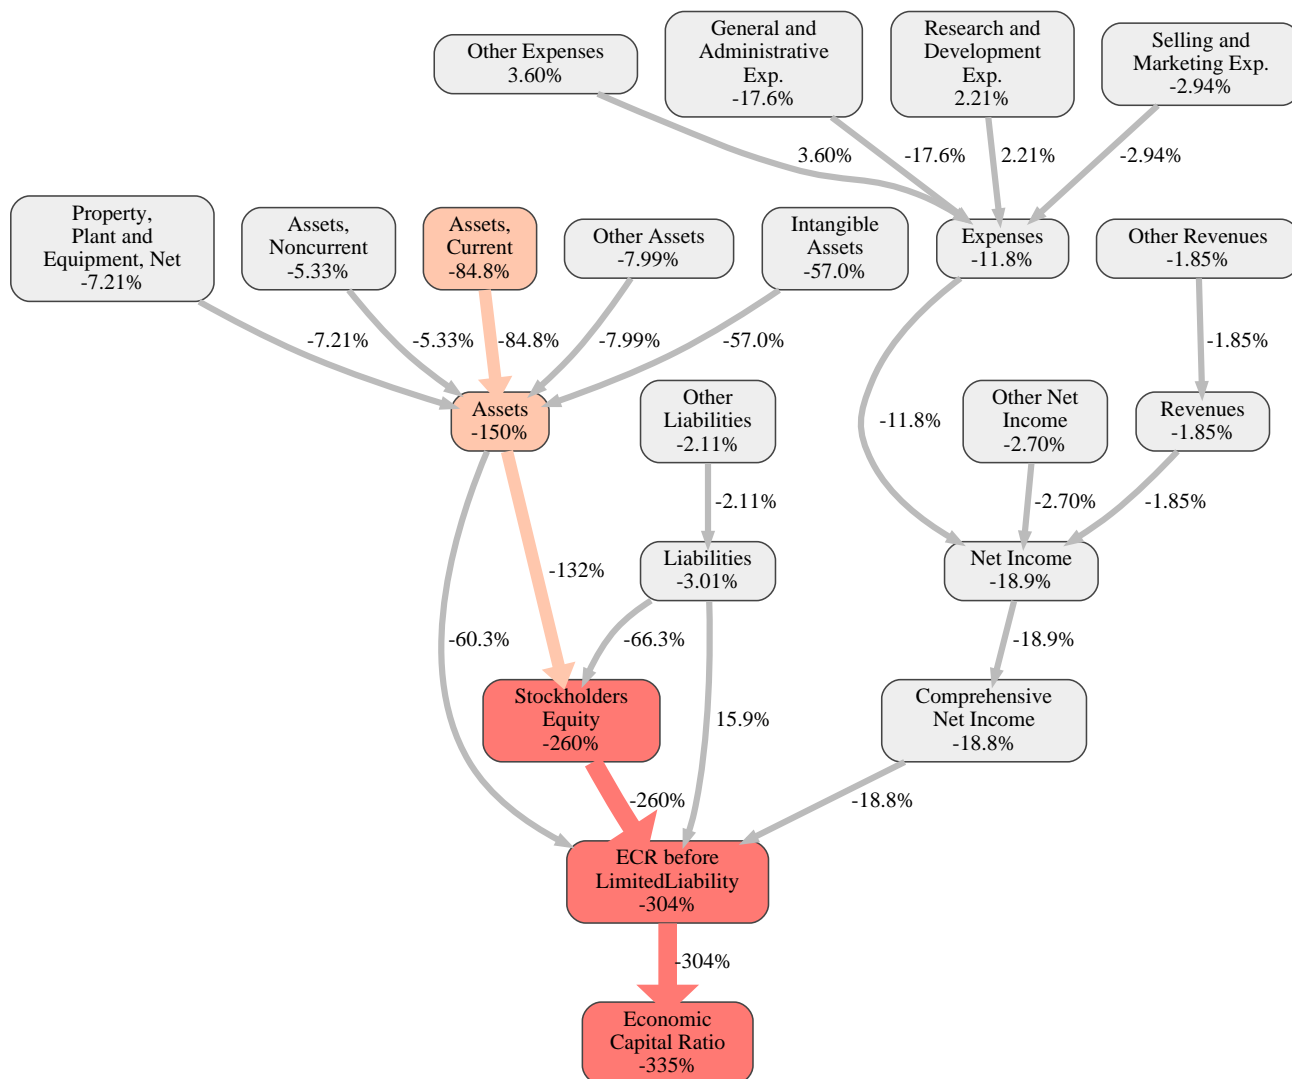 Other Expenses
3.60%
General and
Administrative
Exp.
-17.6%
Research and
Development
Exp.
2.21%
Selling and
Marketing Exp.
-2.94%
3.60%
-17.6%
2.21%
-2.94%
Property,
Plant and
Equipment, Net
-7.21%
Assets,
Noncurrent
-5.33%
Assets,
Current
-84.8%
Other Assets
-7.99%
Intangible
Assets
-57.0%
Expenses
-11.8%
Other Revenues
-1.85%
-7.21%
-5.33%
-84.8%
-7.99%
-57.0%
-1.85%
Assets
-150%
Other
Liabilities
-2.11%
-11.8%
Other Net
Income
-2.70%
Revenues
-1.85%
-2.11%
-2.70%
-1.85%
-132%
Liabilities
-3.01%
Net Income
-18.9%
-60.3%
-66.3%
-18.9%
Stockholders
Equity
-260%
15.9%
Comprehensive
Net Income
-18.8%
-260%
-18.8%
ECR before
LimitedLiability
-304%
-304%
Economic
Capital Ratio
-335%